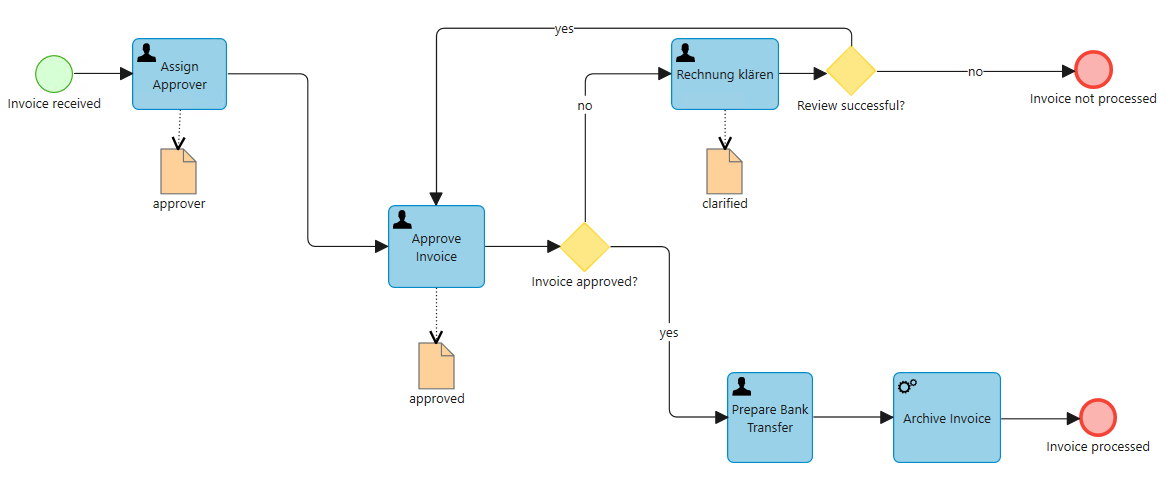 yes
Assign
Approver
Rechnung klären
no
Invoice received
Review successful?
Invoice not processed
no
approver
clarified
Approve
Invoice
Invoice approved?
yes
approved
Prepare Bank
Transfer
Archive Invoice
Invoice processed